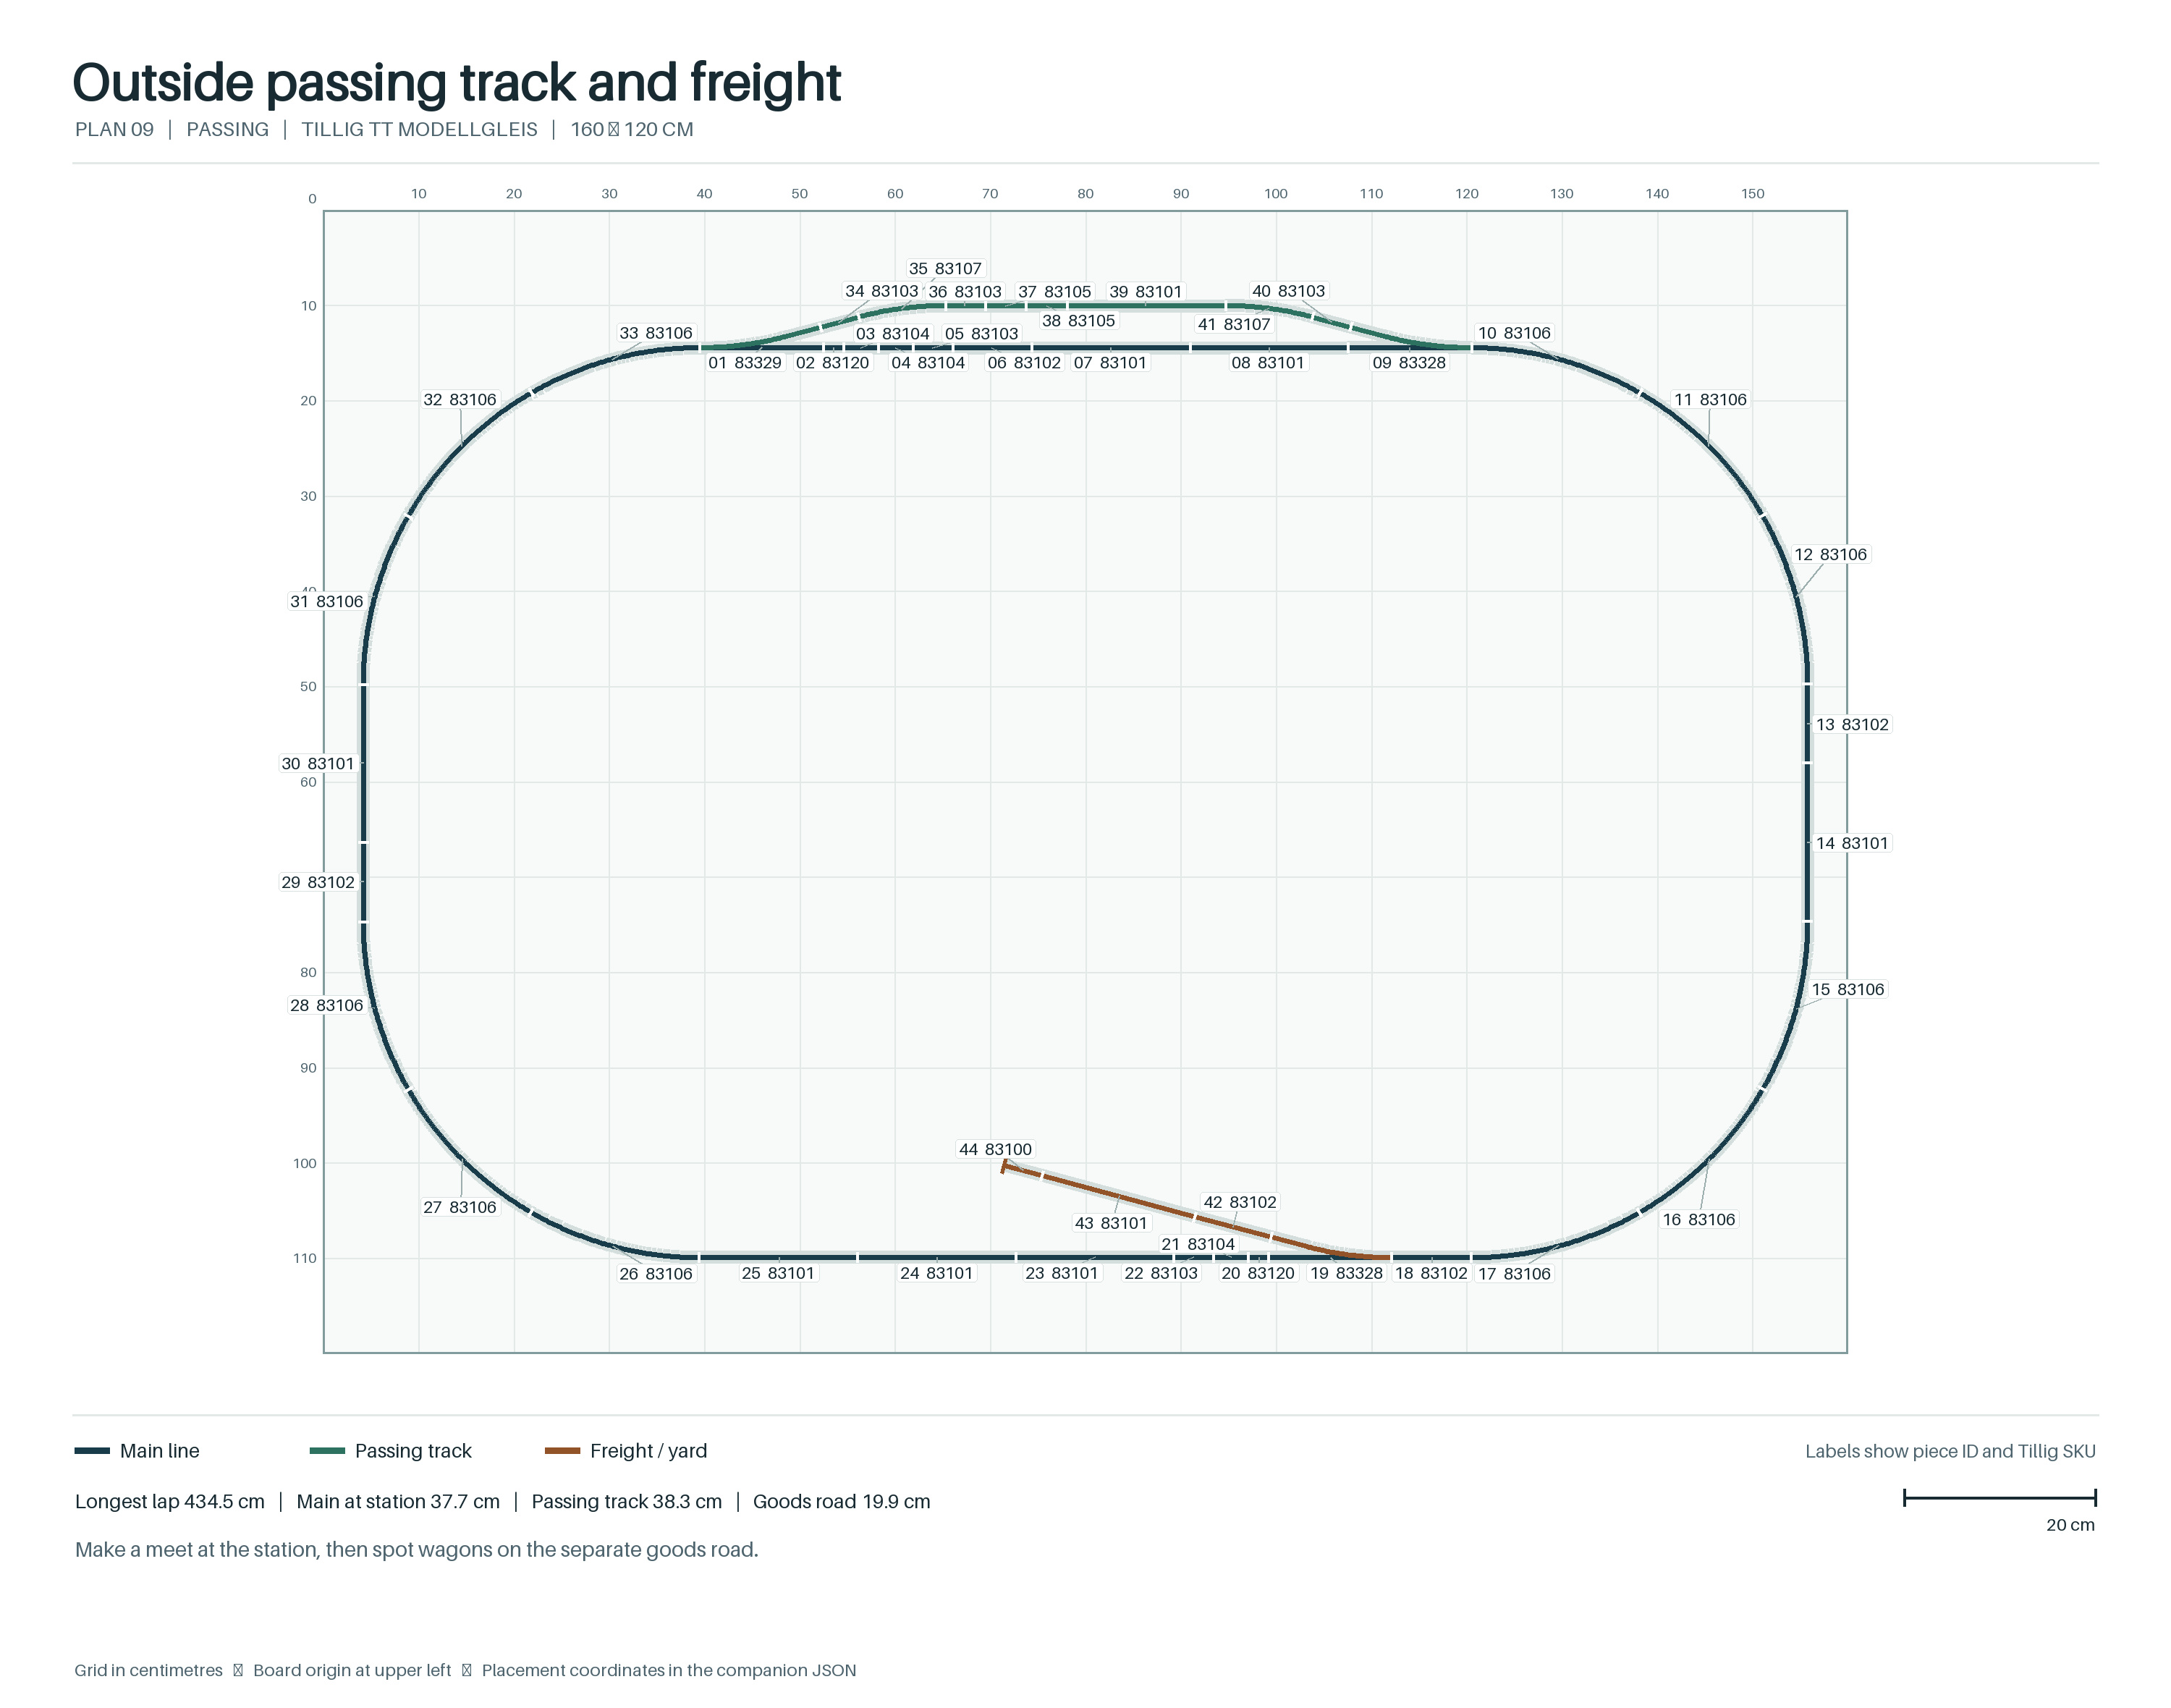 Outside passing track and freight
PLAN 09 | PASSING | TILLIG TT MODELLGLEIS | 160 120 CM
0 10 20 30 40 50 60 70 80 90 100 110 120 130 140 150
35 83107
34 83103 36 83103 37 83105 39 83101 40 83103
10
38 83105 41 83107
33 83106 03 83104 05 83103 10 83106
01 83329 02 83120 04 83104 06 83102 07 83101 08 83101 09 83328
32 83106 11 83106
20
30
12 83106
40
31 83106
50
13 83102
30 83101
60
14 83101
29 83102
80
15 83106
28 83106
90
44 83100
100
42 83102
27 83106 43 83101 16 83106
21 83104
110
26 83106 25 83101 24 83101 23 83101 22 83103 20 83120 19 83328 18 83102 17 83106
Main line Passing track Freight / yard Labels show piece ID and Tillig SKU
Longest lap 434.5 cm | Main at station 37.7 cm | Passing track 38.3 cm | Goods road 19.9 cm
20 cm
Make a meet at the station, then spot wagons on the separate goods road.
Grid in centimetres Board origin at upper left Placement coordinates in the companion JSON